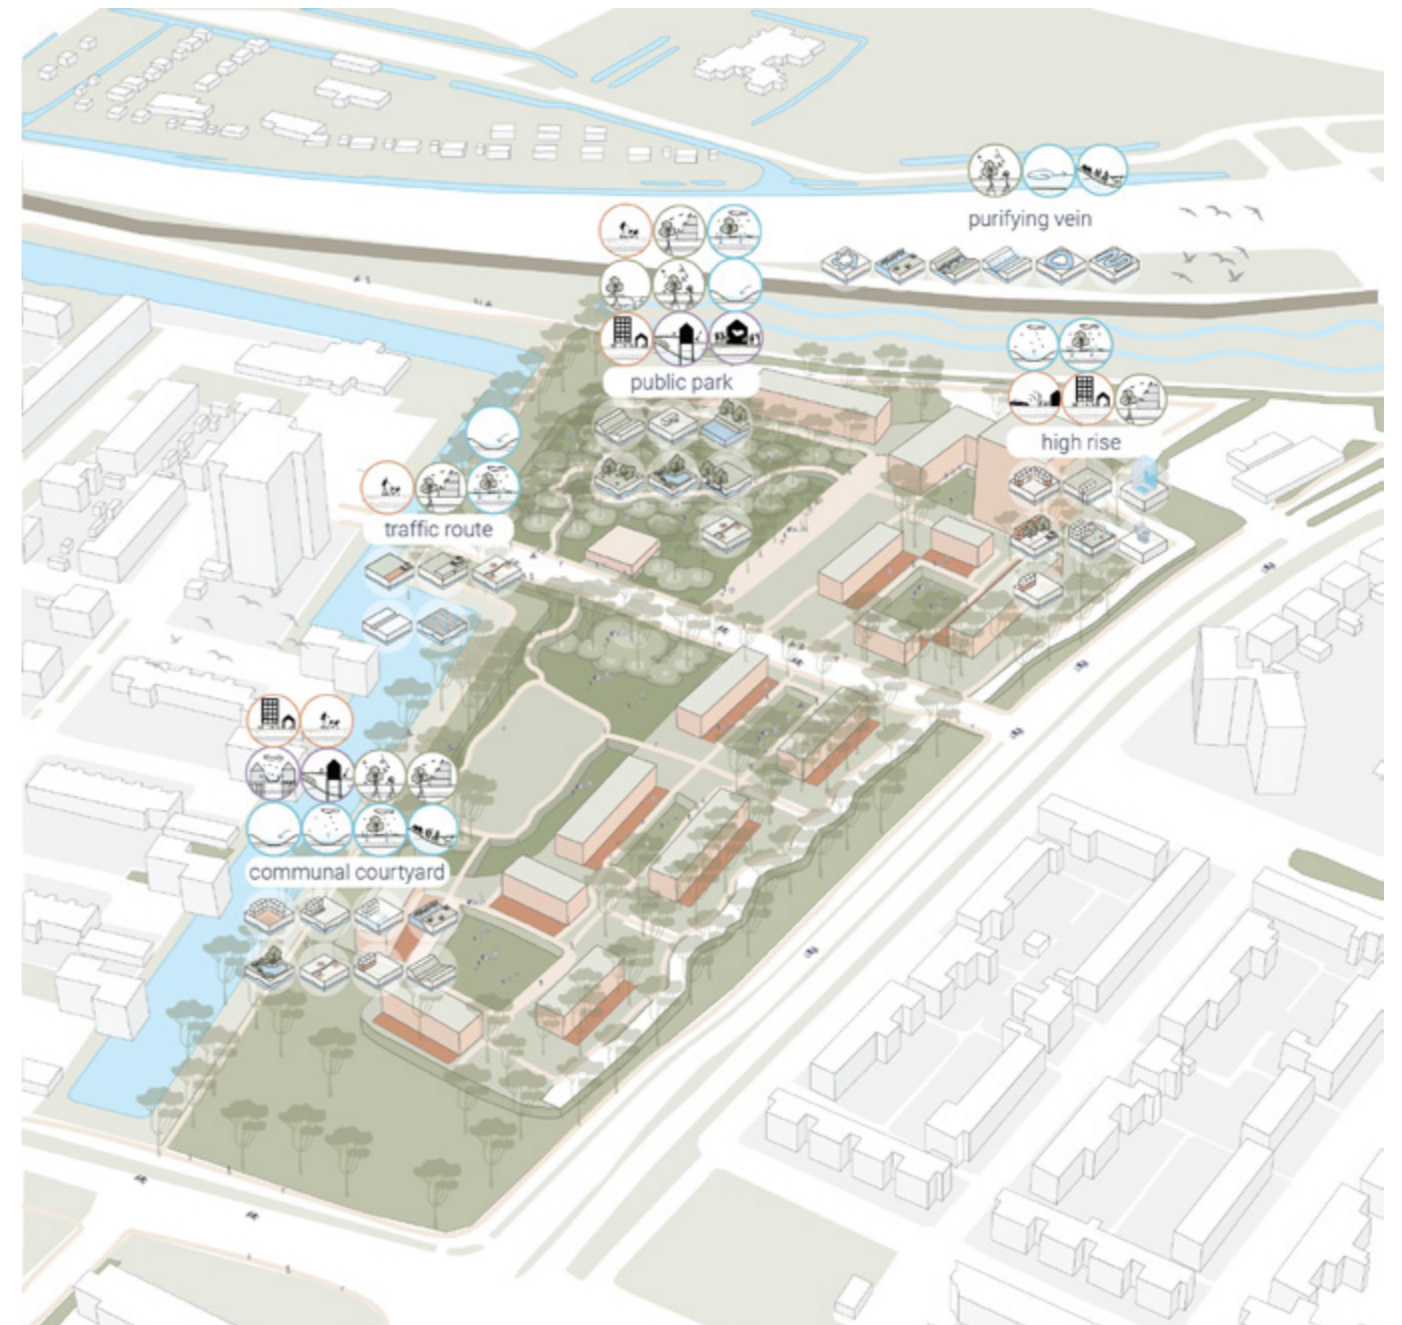 purifying vein
public park
high rise
traffic route
communal courtyard